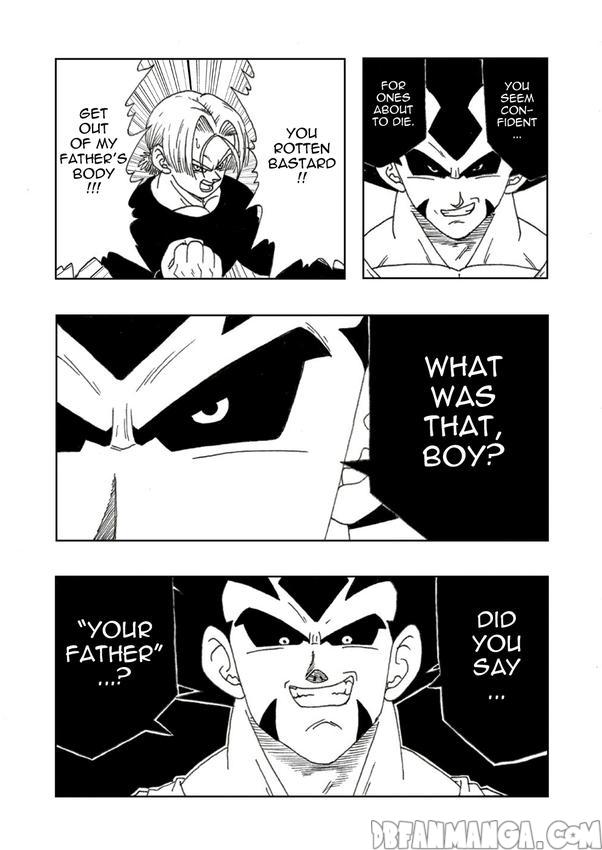 YOU
SEEM
CON-
FIDENT
...
FOR
ONES
ABOUT
TO DIE.
YOU
ROTTEN
BASTARD
!!
GET
OUT
OF MY
FATHER'S
BODY
!!!
WHAT
WAS
THAT,
BOY?
DID
YOU
SAY
...
"YOUR
FATHER"
...?
DBFANMANGA.COM